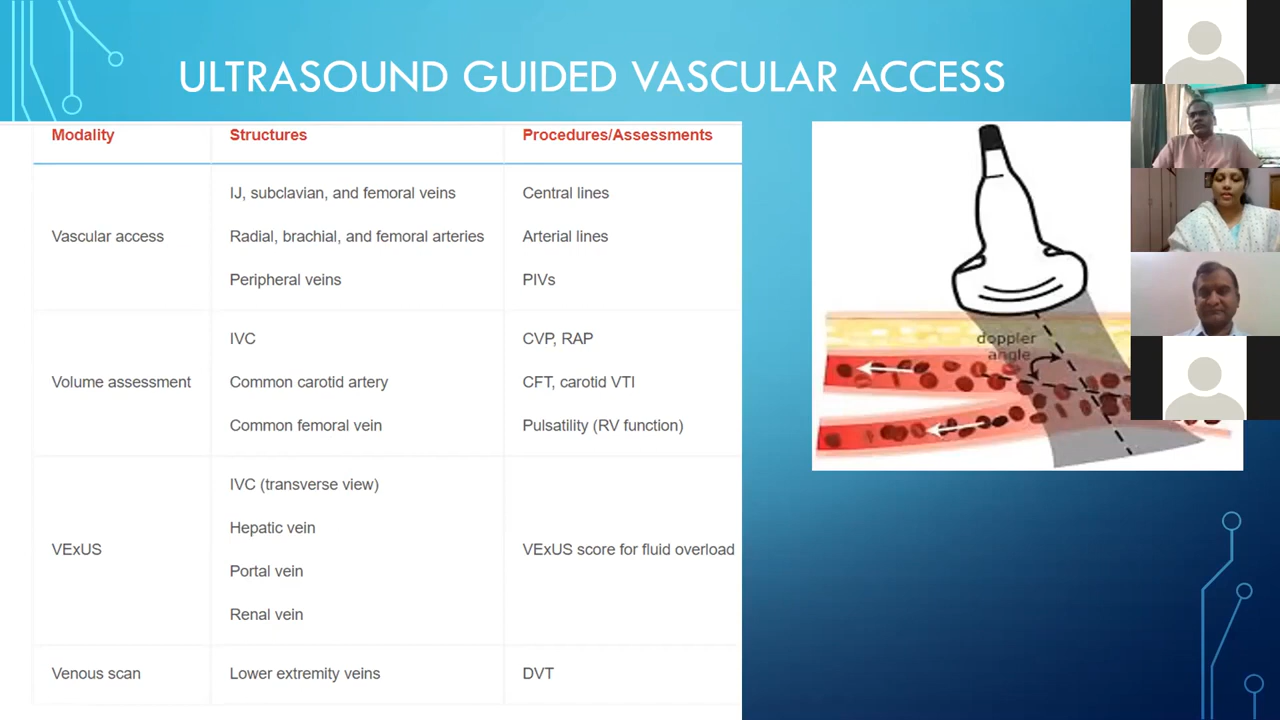 ULTRASOUND GUIDED VASCULAR ACCESS
Modality Structures Procedures/Assessments
IJ, subclavian, and femoral veins Central lines
Vascular access Radial, brachial, and femoral arteries Arterial lines
Peripheral veins PIVs
IVC CVP, RAP
Volume assessment Common carotid artery CFT, carotid VTI
Common femoral vein Pulsatility (RV function)
IVC (transverse view)
Hepatic vein
VExUS VExUS score for fluid overload
Portal vein
Renal vein
Venous scan Lower extremity veins DVT
doppler
angle